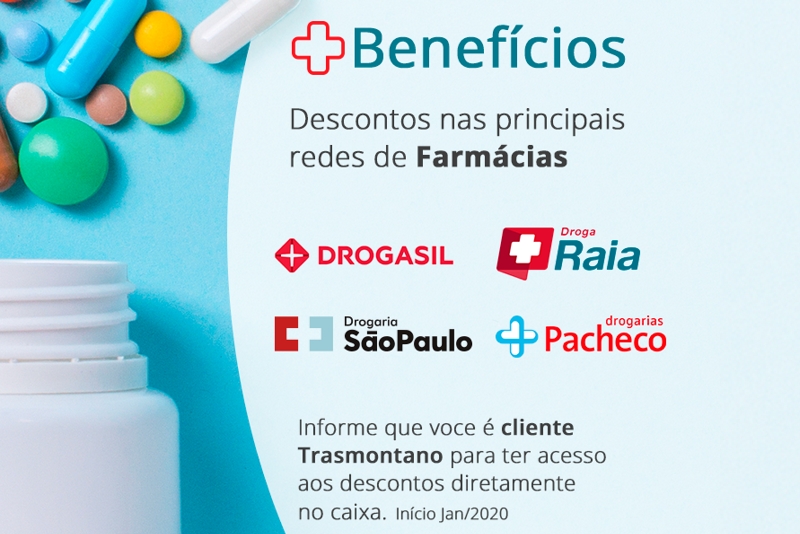 Benefícios
Descontos nas principais
redes de Farmácias
DROGASIL
Droga
Raia
Drogaria
SãoPaulo
drogarias
Pacheco
Informe que voce é cliente
Trasmontano para ter acesso
aos descontos diretamente
no caixa. Início Jan/2020